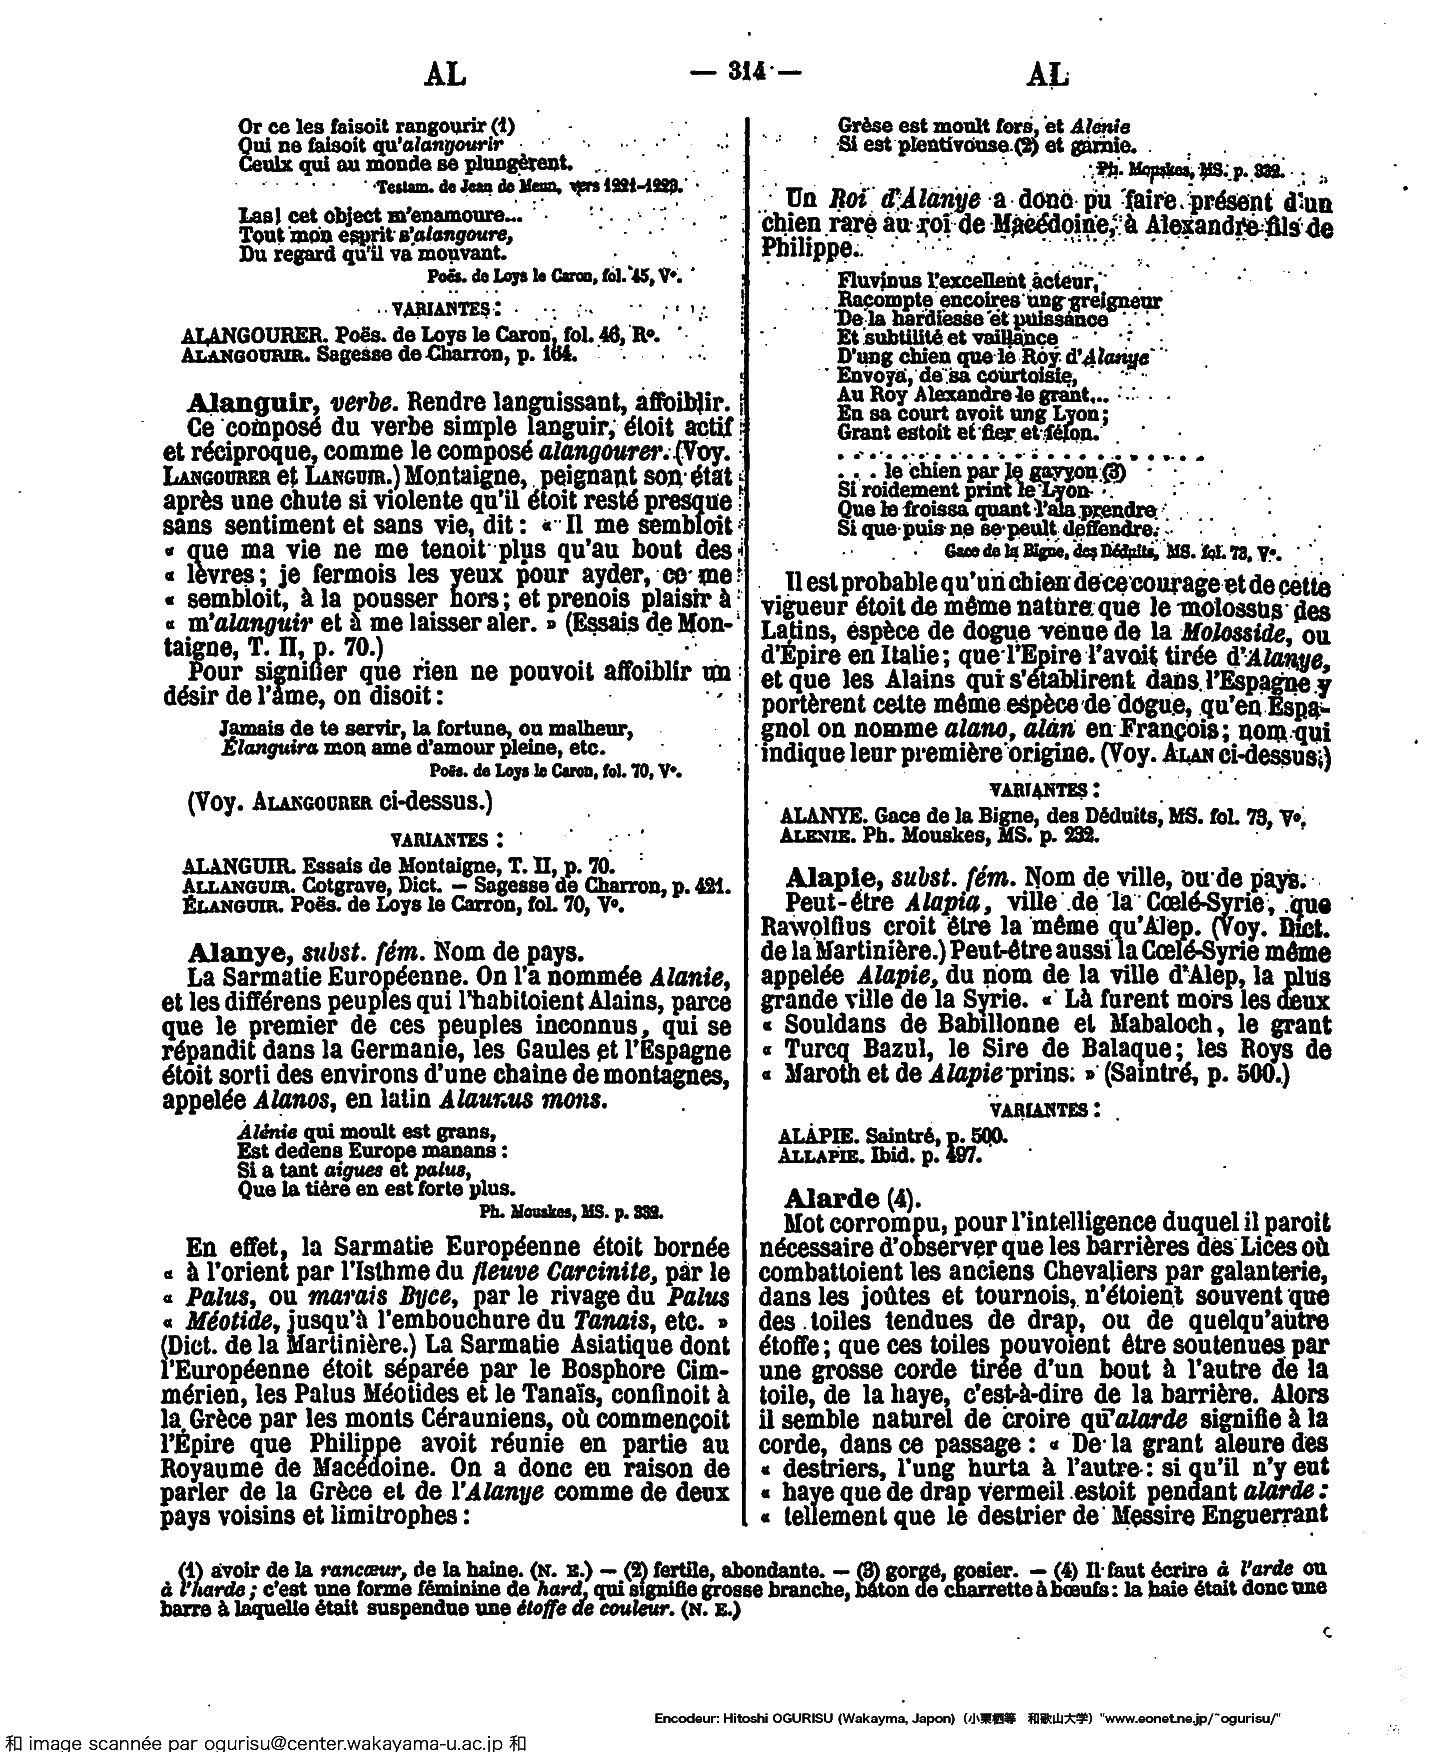 AL
— 314 —
AL
Or ce les faisoit rangourir (1)
Qui ne faisoit qu'alangourir
Ceulx qui au monde se plungèrent.
Testam. de Jean de Meun, vers 1221-1223.
Las! cet object m'enamoure...
Tout mon esprit s'alangoure,
Du regard qu'il va mouvant.
Poës. de Loys le Caron, fol. 45, Vº.
VARIANTES :
ALANGOURER. Poës. de Loys le Caron, fol. 46, Rº.
ALANGOURIR. Sagesse de Charron, p. 164.
Alanguir, verbe. Rendre languissant, affoiblir.
Ce composé du verbe simple languir, étoit actif
et réciproque, comme le composé alangourer. (Voy.
LANGOURER et LANGUIR.) Montaigne, peignant son état
après une chute si violente qu'il étoit resté presque
sans sentiment et sans vie, dit : « Il me sembloit
« que ma vie ne me tenoit plus qu'au bout des
« lèvres ; je fermois les yeux pour ayder, ce me
« sembloit, à la pousser hors ; et prenois plaisir à
« m'alanguir et à me laisser aler. » (Essais de Mon-
taigne, T. II, p. 70.)
Pour signifier que rien ne pouvoit affoiblir un
désir de l'âme, on disoit :
Jamais de te servir, la fortune, ou malheur,
Élanguira mon ame d'amour pleine, etc.
Poës. de Loys le Caron, fol. 70, Vº.
(Voy. ALANGOURER ci-dessus.)
VARIANTES :
ALANGUIR. Essais de Montaigne, T. II, p. 70.
ALLANGUIR. Cotgrave, Dict. — Sagesse de Charron, p. 421.
ÉLANGUIR. Poës. de Loys le Carron, fol. 70, Vº.
Alanye, subst. fém. Nom de pays.
La Sarmatie Européenne. On l'a nommée Alanie,
et les différens peuples qui l'habitoient Alains, parce
que le premier de ces peuples inconnus, qui se
répandit dans la Germanie, les Gaules et l'Espagne
étoit sorti des environs d'une chaine de montagnes,
appelée Alanos, en latin Alaunus mons.
Alénie qui moult est grans,
Est dedens Europe manans :
Si a tant aigues et palus,
Que la tière en est forte plus.
Ph. Mouskes, MS. p. 332.
En effet, la Sarmatie Européenne étoit bornée
« à l'orient par l'Isthme du fleuve Carcinite, par le
« Palus, ou marais Byce, par le rivage du Palus
« Méotide, jusqu'à l'embouchure du Tanais, etc. »
(Dict. de la Martinière.) La Sarmatie Asiatique dont
l'Européenne étoit séparée par le Bosphore Cim-
mérien, les Palus Méotides et le Tanaïs, confinoit à
la Grèce par les monts Cérauniens, où commençoit
l'Épire que Philippe avoit réunie en partie au
Royaume de Macédoine. On a donc eu raison de
parler de la Grèce et de l'Alanye comme de deux
pays voisins et limitrophes :
Grèse est moult fors, et Alenie
Si est plentivouse (2) et garnie.
Ph. Mouskes, MS. p. 332.
Un Roi d'Alanye a donc pu faire présent d'un
chien rare au roi de Macédoine, à Alexandre fils de
Philippe.
Fluvinus l'excellent acteur,
Racompte encoires ung greigneur
De la hardiesse et puissance
Et subtilité et vaillance
D'ung chien que le Roy d'Alanye
Envoya, de sa courtoisie,
Au Roy Alexandre le grant...
En sa court avoit ung Lyon ;
Grant estoit et fier et félon.
. . . . . . . . . . . . . . . . . . . . . . . . . . . .
. . . le chien par le gavyon (3)
Si roidement print le Lyon
Que le froissa quant l'ala prendre
Si que puis ne se peult deffendre.
Gace de la Bigne, des Déduits, MS. fol. 73, Vº.
Il est probable qu'un chien de ce courage et de cette
vigueur étoit de même nature que le molossus des
Latins, espèce de dogue venue de la Molosside, ou
d'Épire en Italie ; que l'Epire l'avoit tirée d'Alanye,
et que les Alains qui s'établirent dans l'Espagne y
portèrent cette même espèce de dogue, qu'en Espa-
gnol on nomme alano, alan en François ; nom qui
indique leur première origine. (Voy. ALAN ci-dessus.)
VARIANTES :
ALANYE. Gace de la Bigne, des Déduits, MS. fol. 73, Vº.
ALENIE. Ph. Mouskes, MS. p. 232.
Alapie, subst. fém. Nom de ville, ou de pays.
Peut-être Alapia, ville de la Cœlé-Syrie, que
Rawolfius croit être la même qu'Alep. (Voy. Dict.
de la Martinière.) Peut-être aussi la Cœlé-Syrie même
appelée Alapie, du nom de la ville d'Alep, la plus
grande ville de la Syrie. « Là furent mors les deux
« Souldans de Babillonne et Mabaloch, le grant
« Turcq Bazul, le Sire de Balaque ; les Roys de
« Maroth et de Alapie prins. » (Saintré, p. 500.)
VARIANTES :
ALAPIE. Saintré, p. 500.
ALLAPIE. Ibid. p. 497.
Alarde (4).
Mot corrompu, pour l'intelligence duquel il paroit
nécessaire d'observer que les barrières des Lices où
combattoient les anciens Chevaliers par galanterie,
dans les joûtes et tournois, n'étoient souvent que
des toiles tendues de drap, ou de quelqu'autre
étoffe ; que ces toiles pouvoient être soutenues par
une grosse corde tirée d'un bout à l'autre de la
toile, de la haye, c'est-à-dire de la barrière. Alors
il semble naturel de croire qu'alarde signifie à la
corde, dans ce passage : « De la grant aleure des
« destriers, l'ung hurta à l'autre : si qu'il n'y eut
« haye que de drap vermeil estoit pendant alarde :
« tellement que le destrier de Messire Enguerrant
(1) avoir de la rancœur, de la haine. (N. E.) — (2) fertile, abondante. — (3) gorge, gosier. — (4) Il faut écrire à l'arde ou
à l'harde ; c'est une forme féminine de hard, qui signifie grosse branche, bâton de charrette à bœufs : la haie était donc une
barre à laquelle était suspendue une étoffe de couleur. (N. E.)
Encodeur: Hitoshi OGURISU (Wakayma, Japon) (小栗栖等 和歌山大学) "www.eonet.ne.jp/~ogurisu/"
和 image scannée par ogurisu@center.wakayama-u.ac.jp 和